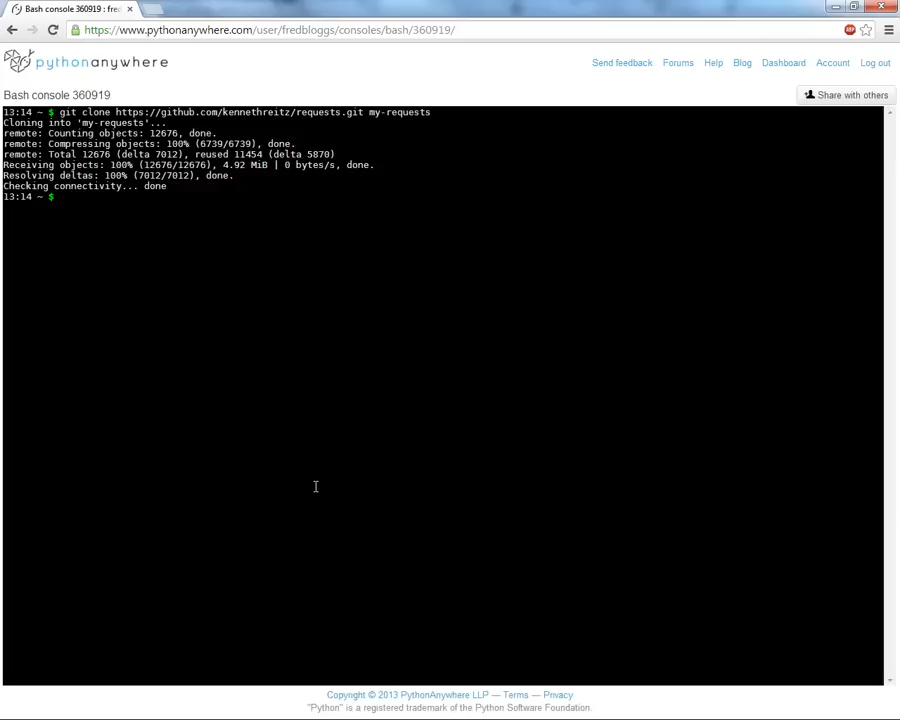 Bash console 360919 : fred
https://www.pythonanywhere.com/user/fredbloggs/consoles/bash/360919/
ABP
pythonanywhere
Send feedback Forums Help Blog Dashboard Account Log out
Bash console 360919
Share with others
13:14 ~ $ git clone https://github.com/kennethreitz/requests.git my-requests
Cloning into 'my-requests'...
remote: Counting objects: 12676, done.
remote: Compressing objects: 100% (6739/6739), done.
remote: Total 12676 (delta 7012), reused 11454 (delta 5870)
Receiving objects: 100% (12676/12676), 4.92 MiB | 0 bytes/s, done.
Resolving deltas: 100% (7012/7012), done.
Checking connectivity... done
13:14 ~ $
Copyright © 2013 PythonAnywhere LLP — Terms — Privacy
"Python" is a registered trademark of the Python Software Foundation.